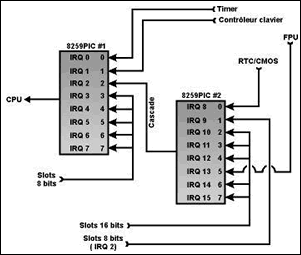 Timer
Contrôleur clavier
FPU
8259PIC #1
RTC/CMOS
IRQ 0 0
IRQ 1 1
IRQ 2 2
IRQ 3 3
IRQ 4 4
IRQ 5 5
IRQ 6 6
IRQ 7 7
CPU
Cascade
8259PIC #2
IRQ 8 0
IRQ 9 1
IRQ 10 2
IRQ 11 3
IRQ 12 4
IRQ 13 5
IRQ 14 6
IRQ 15 7
Slots
8 bits
Slots 16 bits
Slots 8 bits
( IRQ 2)